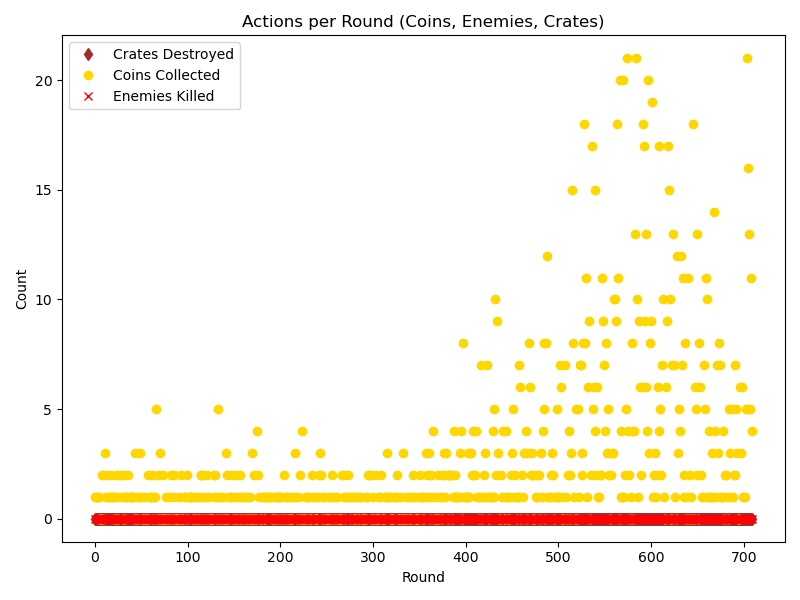 Actions per Round (Coins, Enemies, Crates)
Crates Destroyed
Coins Collected
Enemies Killed
20
15
10
5
0
Count
0 100 200 300 400 500 600 700
Round